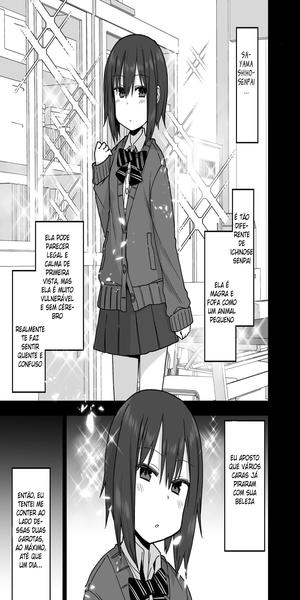 SA-
YAMA
SHIHO-
SENPAI
...
É TÃO
DIFE-
RENTE
DE
ICHINOSE
SENPAI
ELA É
MAGRA E
FOFA COMO
UM ANIMAL
PEQUENO
ELA PODE
PARECER
LEGAL E
CALMA DE
PRIMEIRA
VISTA, MAS
ELA É MUITO
VULNERÁVEL
E SEM CÉRE-
BRO
REALMENTE
TE FAZ
SENTIR
QUENTE E
CONFUSO
EU APOSTO
QUE VÁRIOS
CARAS JÁ
PIRARAM
COM SUA
BELEZA
ENTÃO, EU
TENTEI ME
CONTER AO LADO
DESSAS DUAS
GAROTAS,
AO MÁXIMO,
ATÉ QUE
UM DIA...